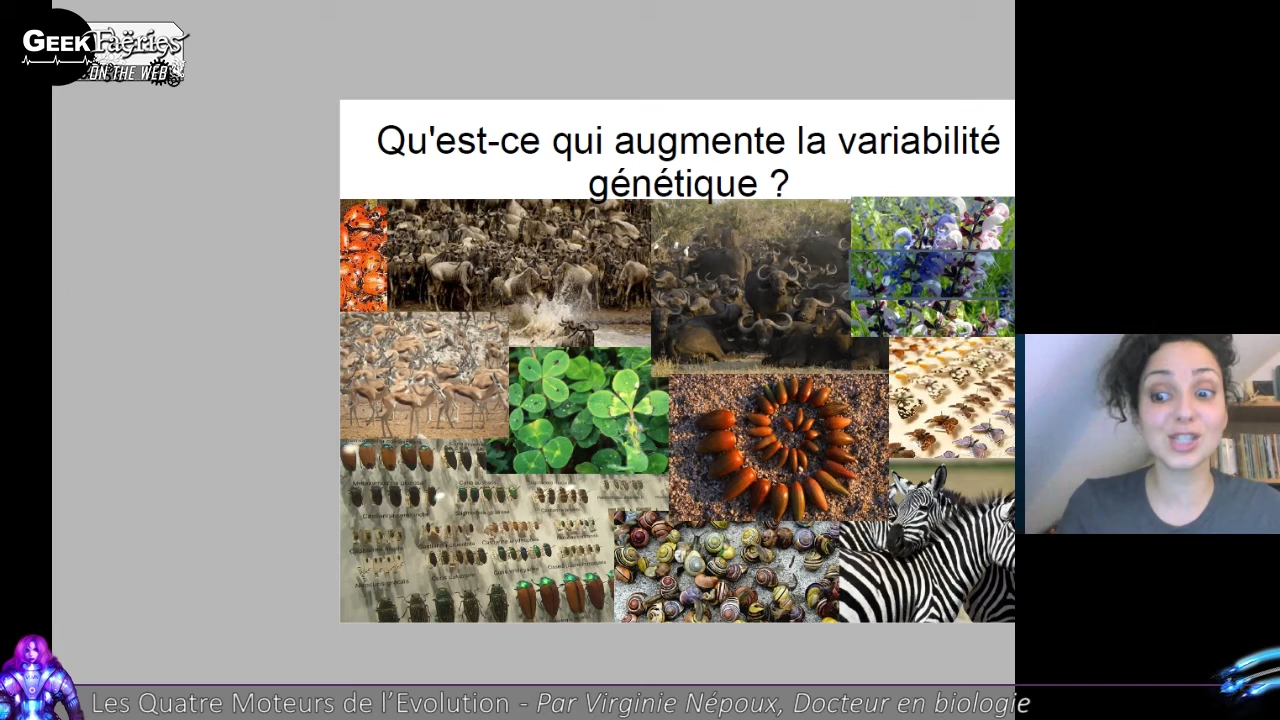 GEEK Faëries
ON THE WEB
Qu'est-ce qui augmente la variabilité
génétique ?
Les Quatre Moteurs de l'Evolution - Par Virginie Népoux, Docteur en biologie